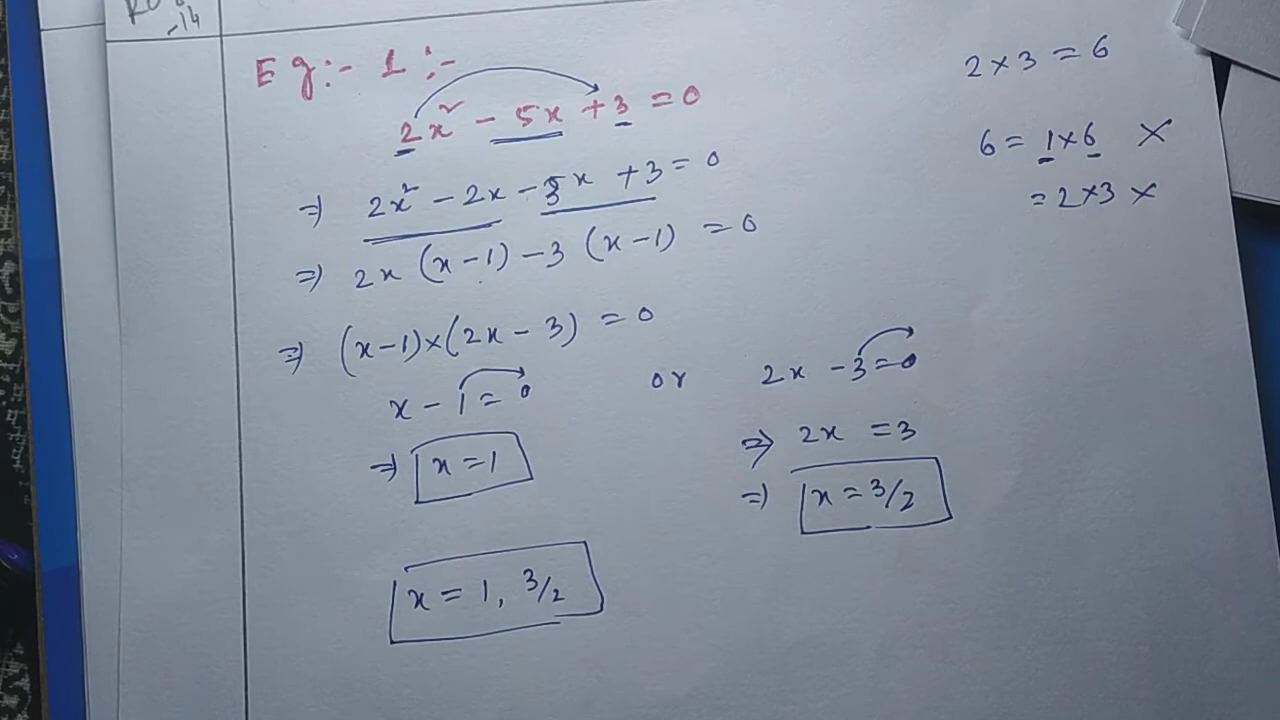 -14
Eg:- 1:-
2x² - 5x + 3 = 0
=) 2x² - 2x - 3x + 3 = 0
=) 2x (x-1) - 3 (x-1) = 0
=) (x-1)×(2x-3) = 0
x - 1 = 0 or 2x - 3 = 0
=) x = 1
=) 2x = 3
=) x = 3/2
x = 1, 3/2
2×3 = 6
6 = 1×6 ×
= 2×3 ×